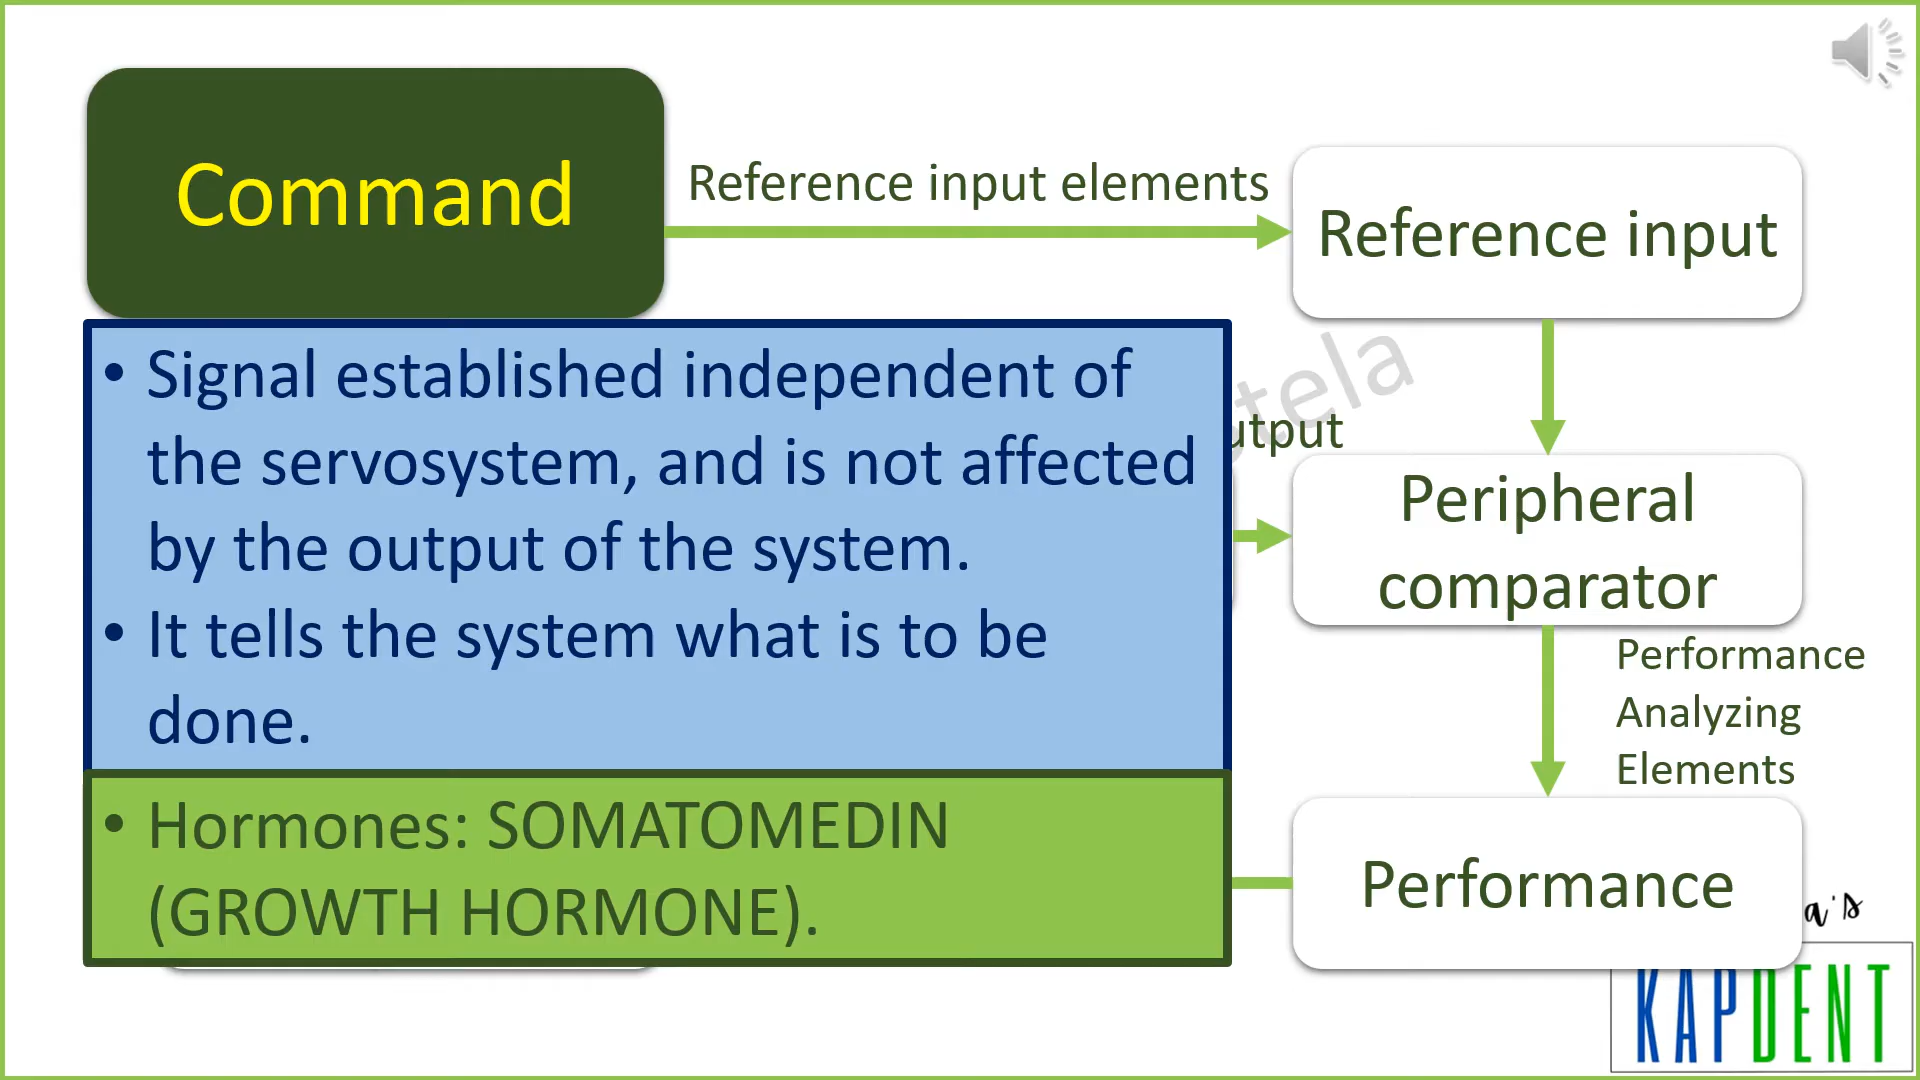 Command
Reference input elements
Reference input
• Signal established independent of
the servosystem, and is not affected
by the output of the system.
• It tells the system what is to be
done.
• Hormones: SOMATOMEDIN
(GROWTH HORMONE).
Peripheral
comparator
Performance
Analyzing
Elements
Performance
KAPDENT